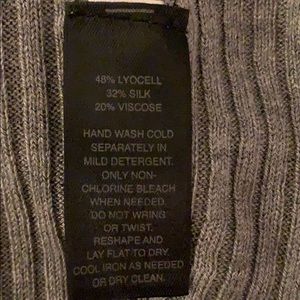 48% LYOCELL
32% SILK
20% VISCOSE
HAND WASH COLD
SEPARATELY IN
MILD DETERGENT.
ONLY NON-
CHLORINE BLEACH
WHEN NEEDED.
DO NOT WRING
OR TWIST.
RESHAPE AND
LAY FLAT TO DRY.
COOL IRON AS NEEDED
OR DRY CLEAN.